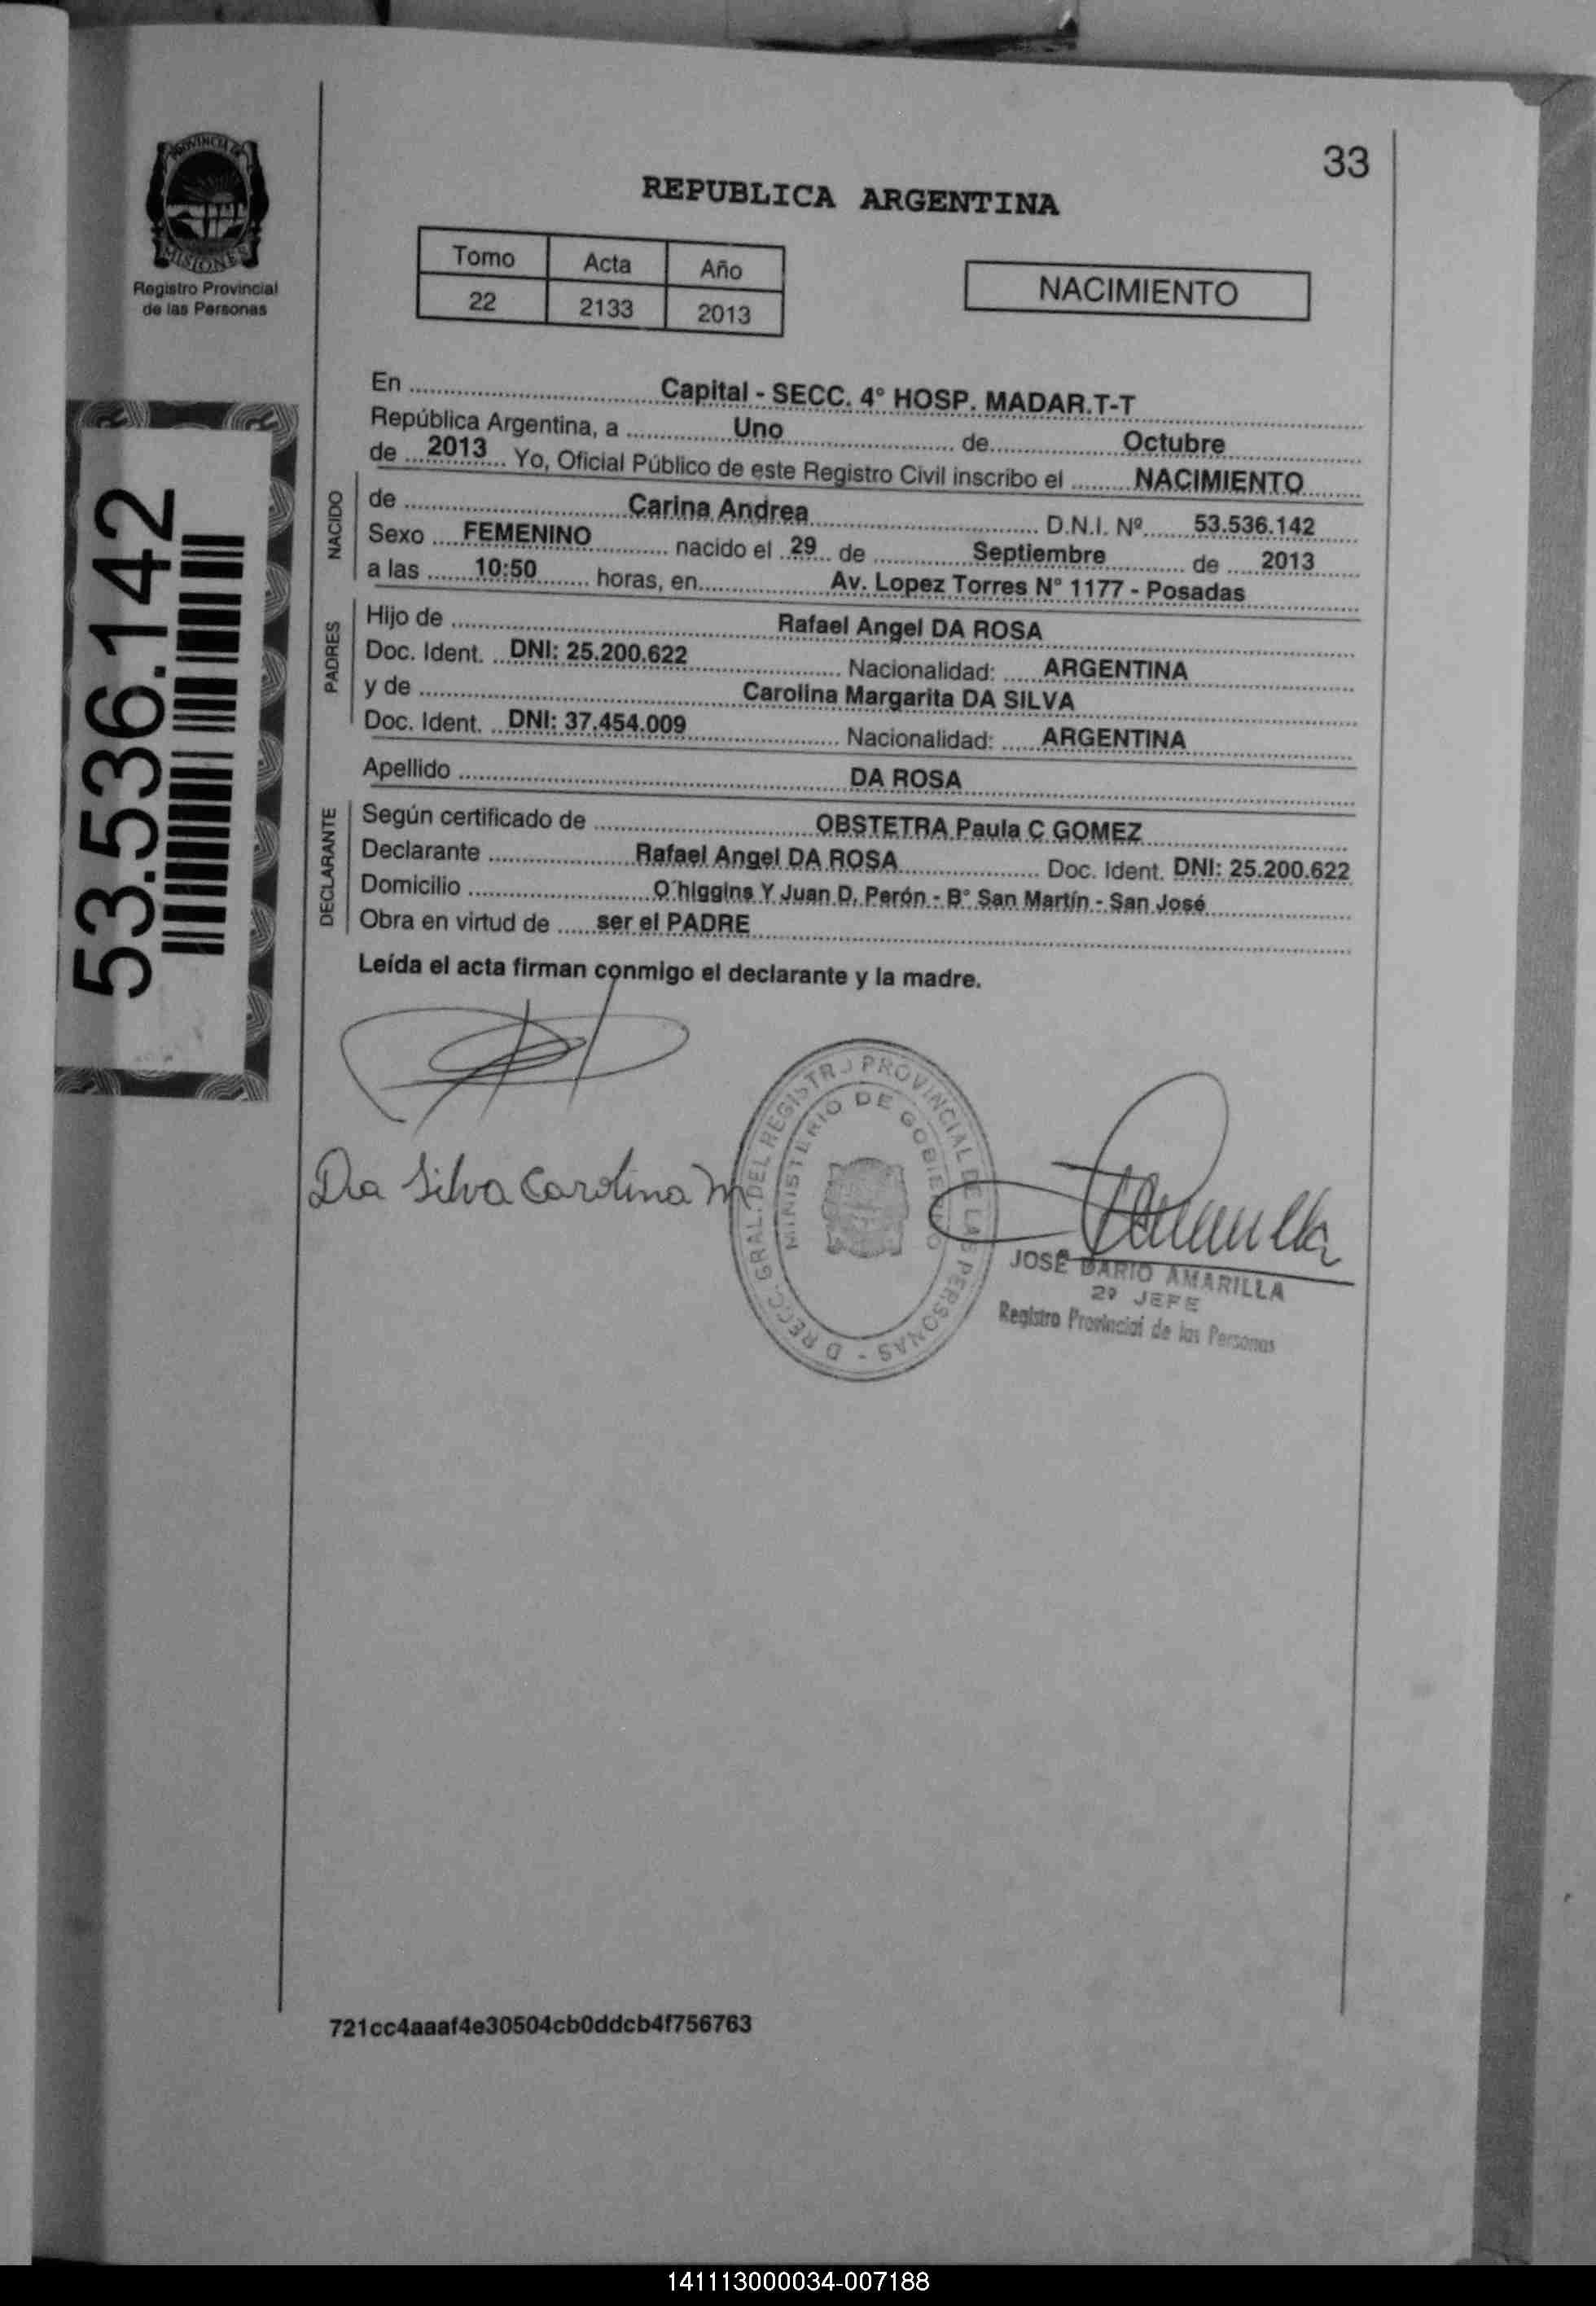 33
PROVINCIA DE
MISIONES
Registro Provincial
de las Personas
REPUBLICA ARGENTINA
Tomo Acta Año
22 2133 2013
NACIMIENTO
53.536.142
En Capital - SECC. 4° HOSP. MADAR.T-T
República Argentina, a Uno de Octubre
de 2013 Yo, Oficial Público de este Registro Civil inscribo el NACIMIENTO
NACIDO
de Carina Andrea D.N.I. Nº 53.536.142
Sexo FEMENINO nacido el 29 de Septiembre de 2013
a las 10:50 horas, en Av. Lopez Torres N° 1177 - Posadas
PADRES
Hijo de Rafael Angel DA ROSA
Doc. Ident. DNI: 25.200.622 Nacionalidad: ARGENTINA
y de Carolina Margarita DA SILVA
Doc. Ident. DNI: 37.454.009 Nacionalidad: ARGENTINA
Apellido DA ROSA
DECLARANTE
Según certificado de OBSTETRA Paula C GOMEZ
Declarante Rafael Angel DA ROSA Doc. Ident. DNI: 25.200.622
Domicilio O´higgins Y Juan D. Perón - B° San Martín - San José
Obra en virtud de ser el PADRE
Leída el acta firman conmigo el declarante y la madre.
Da Silva Carolina M
DRECC. GRAL. DEL REGISTRO PROVINCIAL DE LAS PERSONAS -
MINISTERIO DE GOBIERNO
JOSE DARIO AMARILLA
2º JEFE
Registro Provincial de las Personas
721cc4aaaf4e30504cb0ddcb4f756763
141113000034-007188